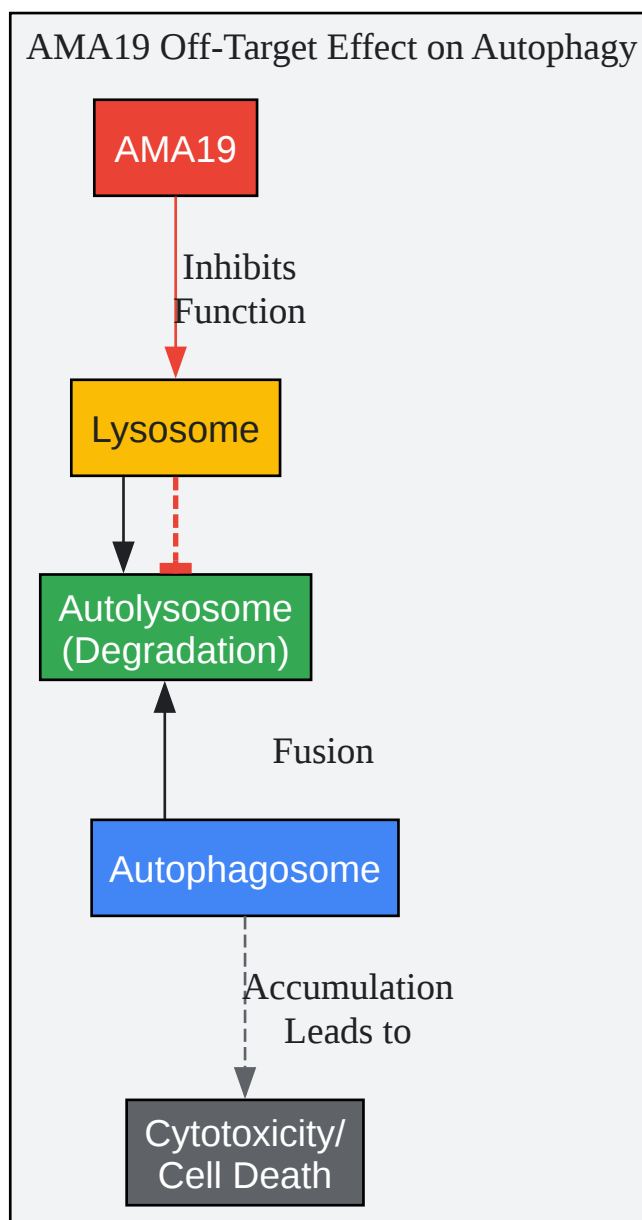 AMA19 Off-Target Effect on Autophagy
AMA19
Inhibits
Function
Lysosome
Autolysosome
(Degradation)
Fusion
Autophagosome
Accumulation
Leads to
Cytotoxicity/
Cell Death